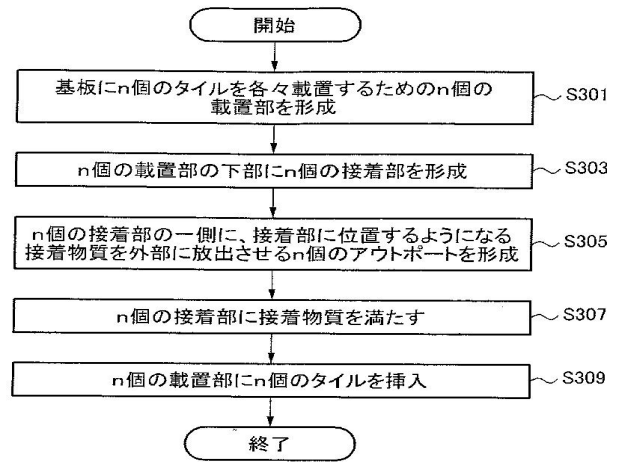 開始
基板にn個のタイルを各々載置するためのn個の
載置部を形成
S301
n個の載置部の下部にn個の接着部を形成
S303
n個の接着部の一側に、接着部に位置するようになる
接着物質を外部に放出させるn個のアウトポートを形成
S305
n個の接着部に接着物質を満たす
S307
n個の載置部にn個のタイルを挿入
S309
終了